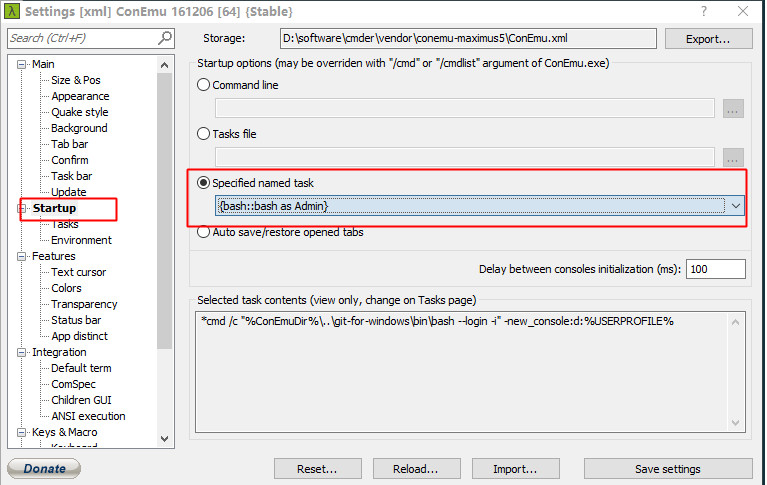 λ Settings [xml] ConEmu 161206 [64] {Stable} ? ×
Search (Ctrl+F)
Main
Size & Pos
Appearance
Quake style
Background
Tab bar
Confirm
Task bar
Update
Startup
Tasks
Environment
Features
Text cursor
Colors
Transparency
Status bar
App distinct
Integration
Default term
ComSpec
Children GUI
ANSI execution
Keys & Macro
Keyboard
Donate
Storage: D:\software\cmder\vendor\conemu-maximus5\ConEmu.xml Export...
Startup options (may be overriden with "/cmd" or "/cmdlist" argument of ConEmu.exe)
Command line
...
Tasks file
...
Specified named task
{bash::bash as Admin}
Auto save/restore opened tabs
Delay between consoles initialization (ms): 100
Selected task contents (view only, change on Tasks page)
*cmd /c "%ConEmuDir%\..\git-for-windows\bin\bash --login -i" -new_console:d:%USERPROFILE%
Reset... Reload... Import... Save settings